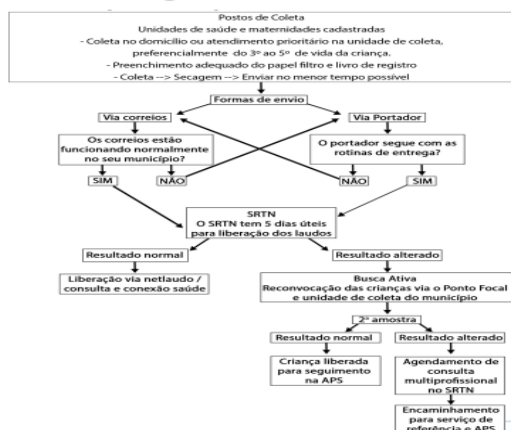 Postos de Coleta
Unidades de saúde e maternidades cadastradas
- Coleta no domicílio ou atendimento prioritário na unidade de coleta,
preferencialmente do 3º ao 5º de vida da criança.
- Preenchimento adequado do papel filtro e livro de registro
- Coleta --> Secagem --> Enviar no menor tempo possível
Formas de envio
Via correios
Via Portador
Os correios estão
funcionando normalmente
no seu município?
O portador segue com as
rotinas de entrega?
SIM
NÃO
NÃO
SIM
SRTN
O SRTN tem 5 dias úteis
para liberação dos laudos
Resultado normal
Resultado alterado
Liberação via netlaudo /
consulta e conexão saúde
Busca Ativa
Reconvocação das crianças via o Ponto Focal
e unidade de coleta do município
2ª amostra
Resultado normal
Resultado alterado
Criança liberada
para seguimento
na APS
Agendamento de
consulta
multiprofissional
no SRTN
Encaminhamento
para serviço de
referência e APS